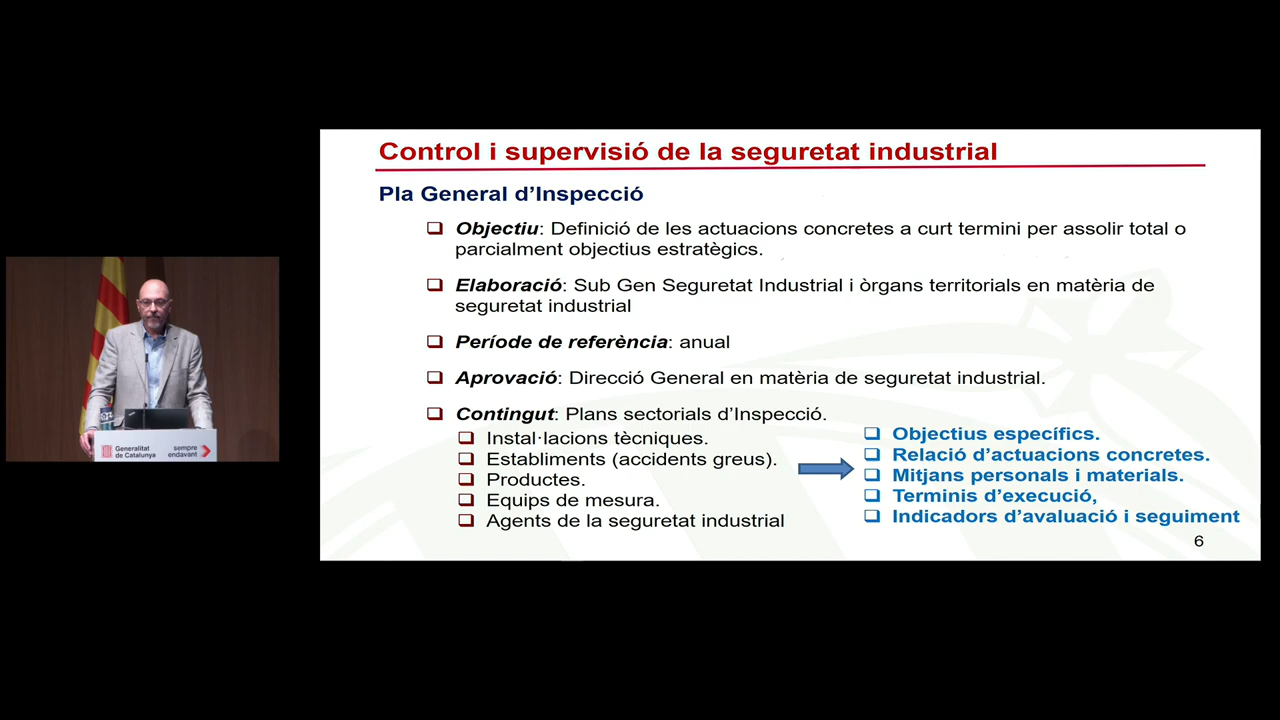 Control i supervisió de la seguretat industrial
Pla General d'Inspecció
Objectiu: Definició de les actuacions concretes a curt termini per assolir total o
parcialment objectius estratègics.
Elaboració: Sub Gen Seguretat Industrial i òrgans territorials en matèria de
seguretat industrial
Període de referència: anual
Aprovació: Direcció General en matèria de seguretat industrial.
Contingut: Plans sectorials d'Inspecció.
Instal·lacions tècniques.
Establiments (accidents greus).
Productes.
Equips de mesura.
Agents de la seguretat industrial
Objectius específics.
Relació d'actuacions concretes.
Mitjans personals i materials.
Terminis d'execució,
Indicadors d'avaluació i seguiment
6
Generalitat
de Catalunya
sempre
endavant